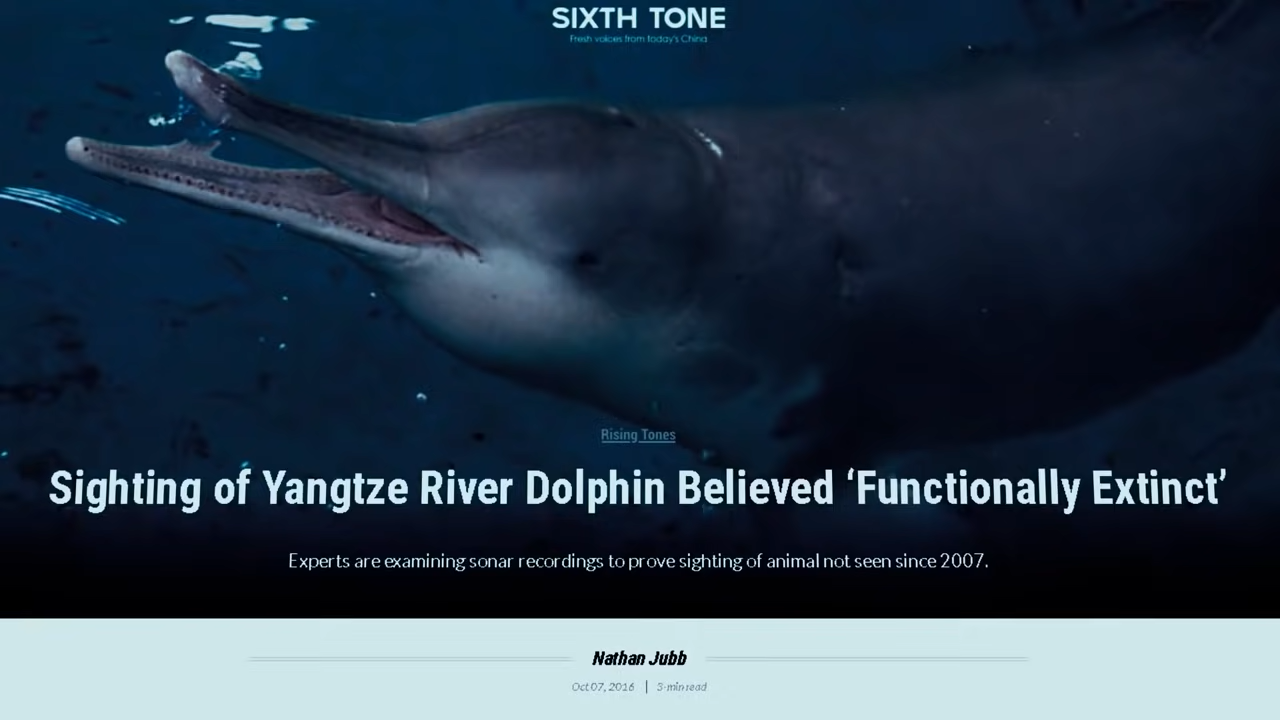 SIXTH TONE
Fresh voices from today's China
Rising Tones
Sighting of Yangtze River Dolphin Believed ‘Functionally Extinct’
Experts are examining sonar recordings to prove sighting of animal not seen since 2007.
Nathan Jubb
Oct 07, 2016 | 3-min read